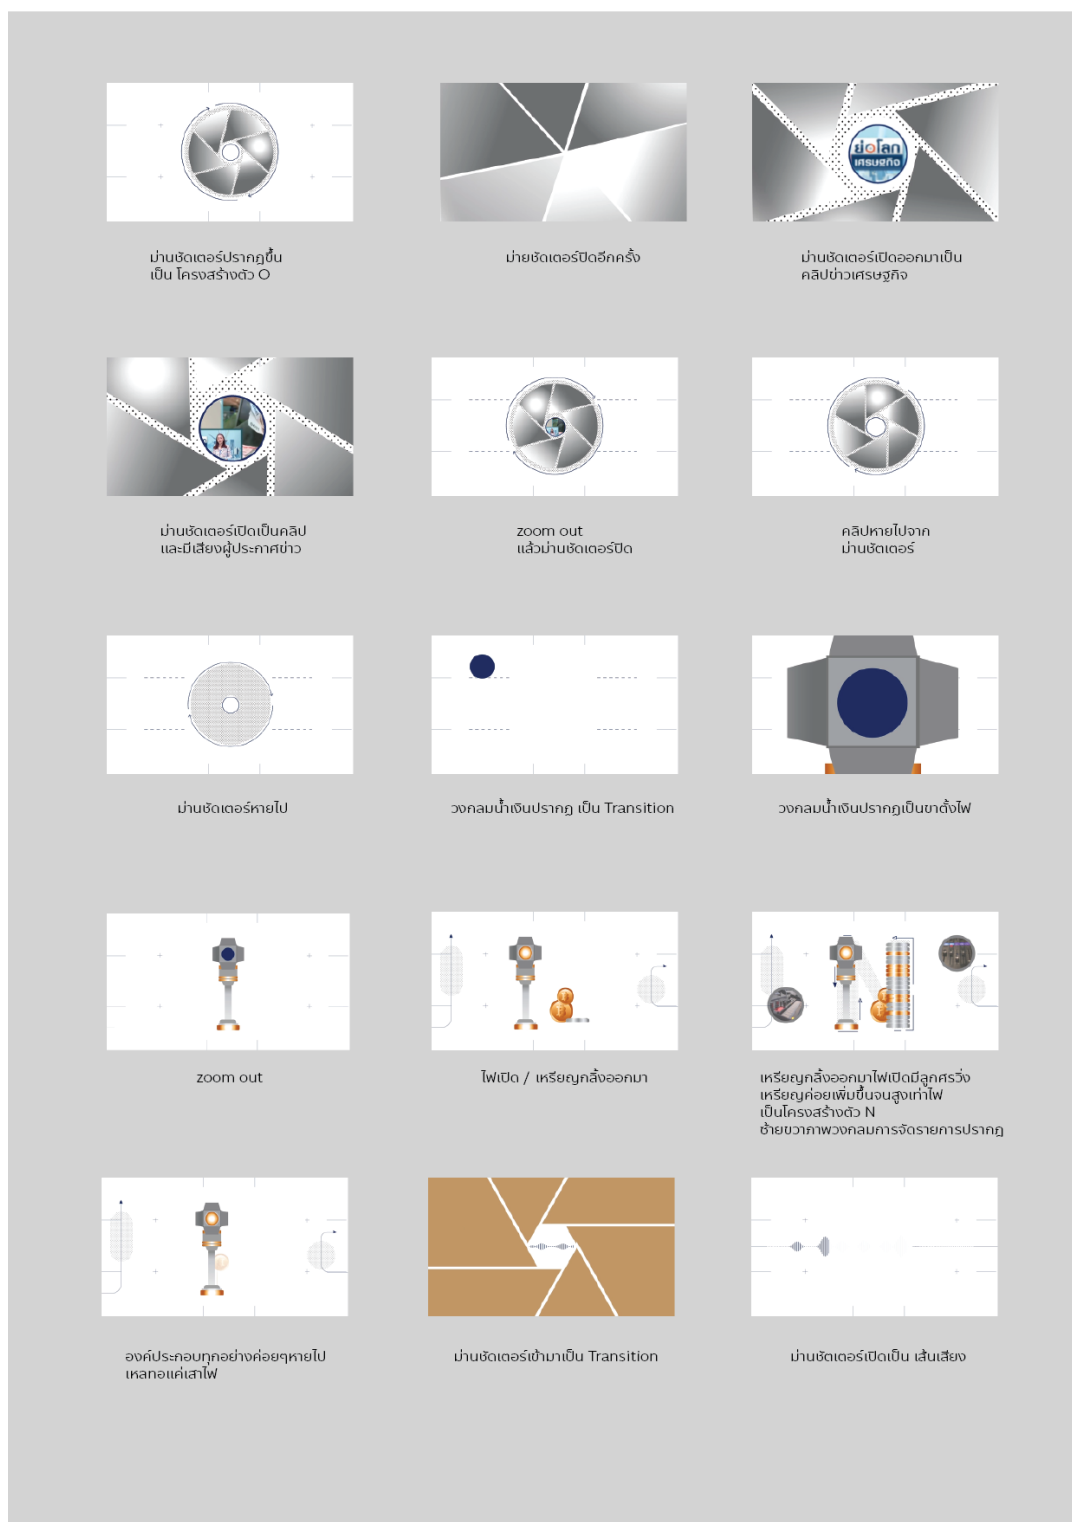 ม่านชัดเตอร์ปรากฏขึ้น
เป็น โครงสร้างตัว O
ม่ายชัดเตอร์ปิดอีกครั้ง
ย่อโลก
เศรษฐกิจ
ม่านชัดเตอร์เปิดออกมาเป็น
คลิปข่าวเศรษฐกิจ
ม่านชัดเตอร์เปิดเป็นคลิป
และมีเสียงผู้ประกาศข่าว
zoom out
แล้วม่านชัดเตอร์ปิด
คลิปหายไปจาก
ม่านชัตเตอร์
ม่านชัดเตอร์หายไป
วงกลมน้ำเงินปรากฏ เป็น Transition
วงกลมน้ำเงินปรากฏเป็นขาตั้งไฟ
zoom out
ไฟเปิด / เหรียญกลิ้งออกมา
เหรียญกลิ้งออกมาไฟเปิดมีลูกศรวิ่ง
เหรียญค่อยเพิ่มขึ้นจนสูงเท่าไฟ
เป็นโครงสร้างตัว N
ซ้ายขวาภาพวงกลมการจัดรายการปรากฏ
องค์ประกอบทุกอย่างค่อยๆหายไป
เหลทอแค่เสาไฟ
ม่านชัดเตอร์เข้ามาเป็น Transition
ม่านชัตเตอร์เปิดเป็น เส้นเสียง